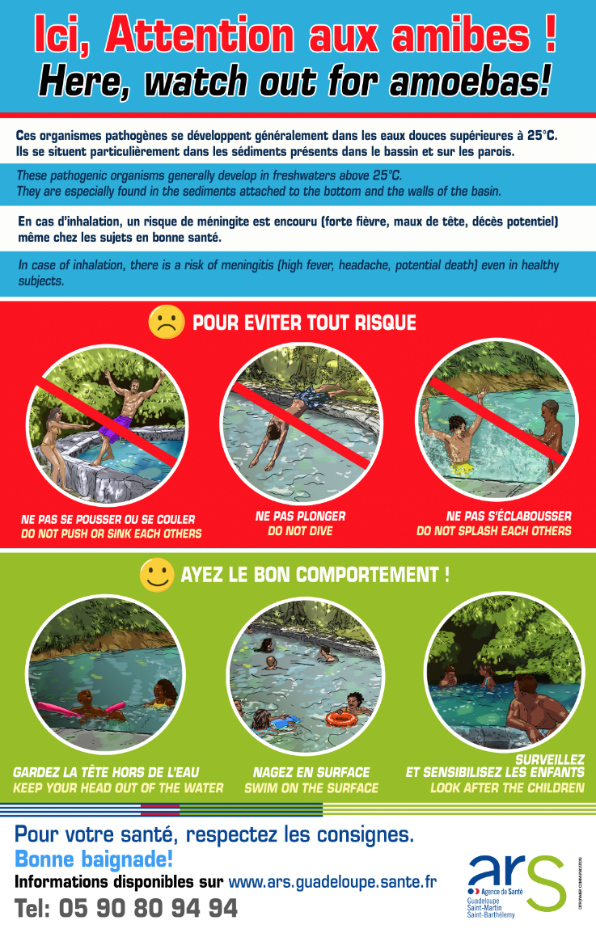 Ici, Attention aux amibes !
Here, watch out for amoebas!
Ces organismes pathogènes se développent généralement dans les eaux douces supérieures à 25°C.
Ils se situent particulièrement dans les sédiments présents dans le bassin et sur les parois.
These pathogenic organisms generally develop in freshwaters above 25°C.
They are especially found in the sediments attached to the bottom and the walls of the basin.
En cas d'inhalation, un risque de méningite est encouru (forte fièvre, maux de tête, décès potentiel)
même chez les sujets en bonne santé.
In case of inhalation, there is a risk of meningitis (high fever, headache, potential death) even in healthy
subjects.
POUR EVITER TOUT RISQUE
NE PAS SE POUSSER OU SE COULER
DO NOT PUSH OR SINK EACH OTHERS
NE PAS PLONGER
DO NOT DIVE
NE PAS S'ÉCLABOUSSER
DO NOT SPLASH EACH OTHERS
AYEZ LE BON COMPORTEMENT !
GARDEZ LA TÊTE HORS DE L'EAU
KEEP YOUR HEAD OUT OF THE WATER
NAGEZ EN SURFACE
SWIM ON THE SURFACE
SURVEILLEZ
ET SENSIBILISEZ LES ENFANTS
LOOK AFTER THE CHILDREN
Pour votre santé, respectez les consignes.
Bonne baignade!
Informations disponibles sur www.ars.guadeloupe.sante.fr
Tel: 05 90 80 94 94
ars
Agence de Santé
Guadeloupe
Saint-Martin
Saint-Barthélemy